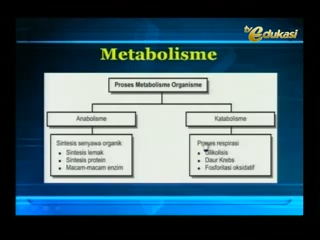 tv edukasi
Metabolisme
Proses Metabolisme Organisme
Anabolisme
Katabolisme
Sintesis senyawa organik
Sintesis lemak
Sintesis protein
Macam-macam enzim
Proses respirasi
Glikolisis
Daur Krebs
Fosforilasi oksidatif